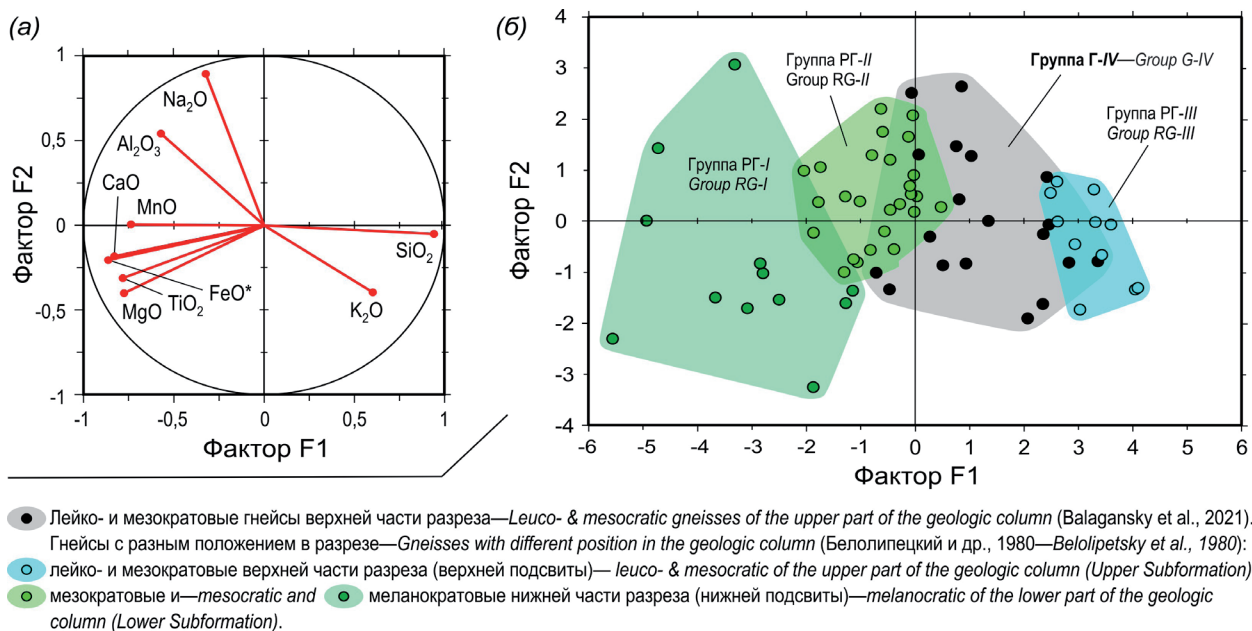 (а)
1
0,5
0
-0,5
-1
-1
-0,5
0
0,5
1
Фактор F2
Фактор F1
Na₂O
Al₂O₃
CaO
MnO
SiO₂
FeO*
TiO₂
MgO
K₂O
(б)
4
3
2
1
0
-1
-2
-3
-4
-6
-5
-4
-3
-2
-1
0
1
2
3
4
5
6
Фактор F2
Фактор F1
Группа РГ-II
Group RG-II
Группа Г-IV—Group G-IV
Группа РГ-III
Group RG-III
Группа РГ-I
Group RG-I
Лейко- и мезократовые гнейсы верхней части разреза—Leuco- & mesocratic gneisses of the upper part of the geologic column (Balagansky et al., 2021).
Гнейсы с разным положением в разрезе—Gneisses with different position in the geologic column (Белолипецкий и др., 1980—Belolipetsky et al., 1980):
лейко- и мезократовые верхней части разреза (верхней подсвиты)— leuco- & mesocratic of the upper part of the geologic column (Upper Subformation)
мезократовые и—mesocratic and меланократовые нижней части разреза (нижней подсвиты)—melanocratic of the lower part of the geologic
column (Lower Subformation).